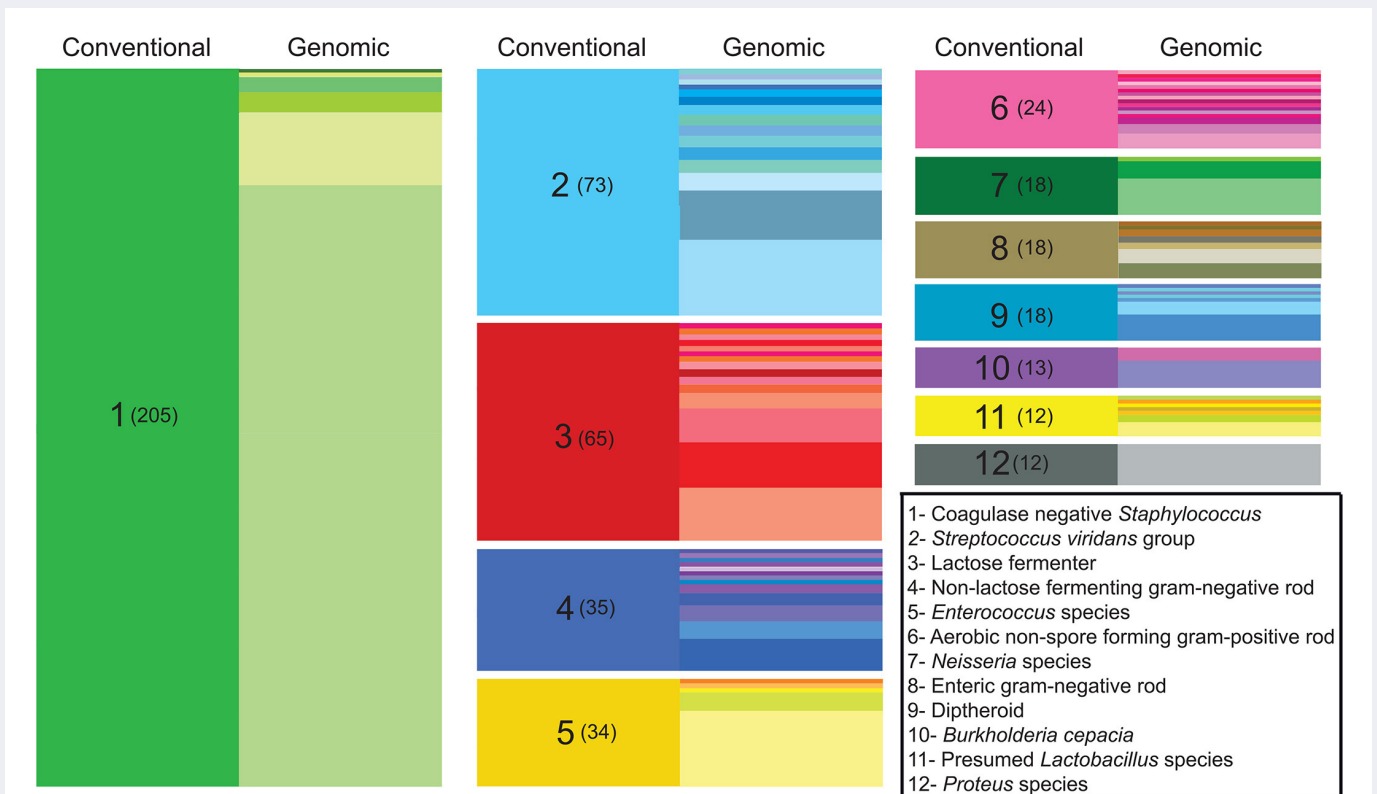 Conventional Genomic
1 (205)
Conventional Genomic
2 (73)
3 (65)
4 (35)
5 (34)
Conventional Genomic
6 (24)
7 (18)
8 (18)
9 (18)
10 (13)
11 (12)
12 (12)
1- Coagulase negative Staphylococcus
2- Streptococcus viridans group
3- Lactose fermenter
4- Non-lactose fermenting gram-negative rod
5- Enterococcus species
6- Aerobic non-spore forming gram-positive rod
7- Neisseria species
8- Enteric gram-negative rod
9- Diptheroid
10- Burkholderia cepacia
11- Presumed Lactobacillus species
12- Proteus species